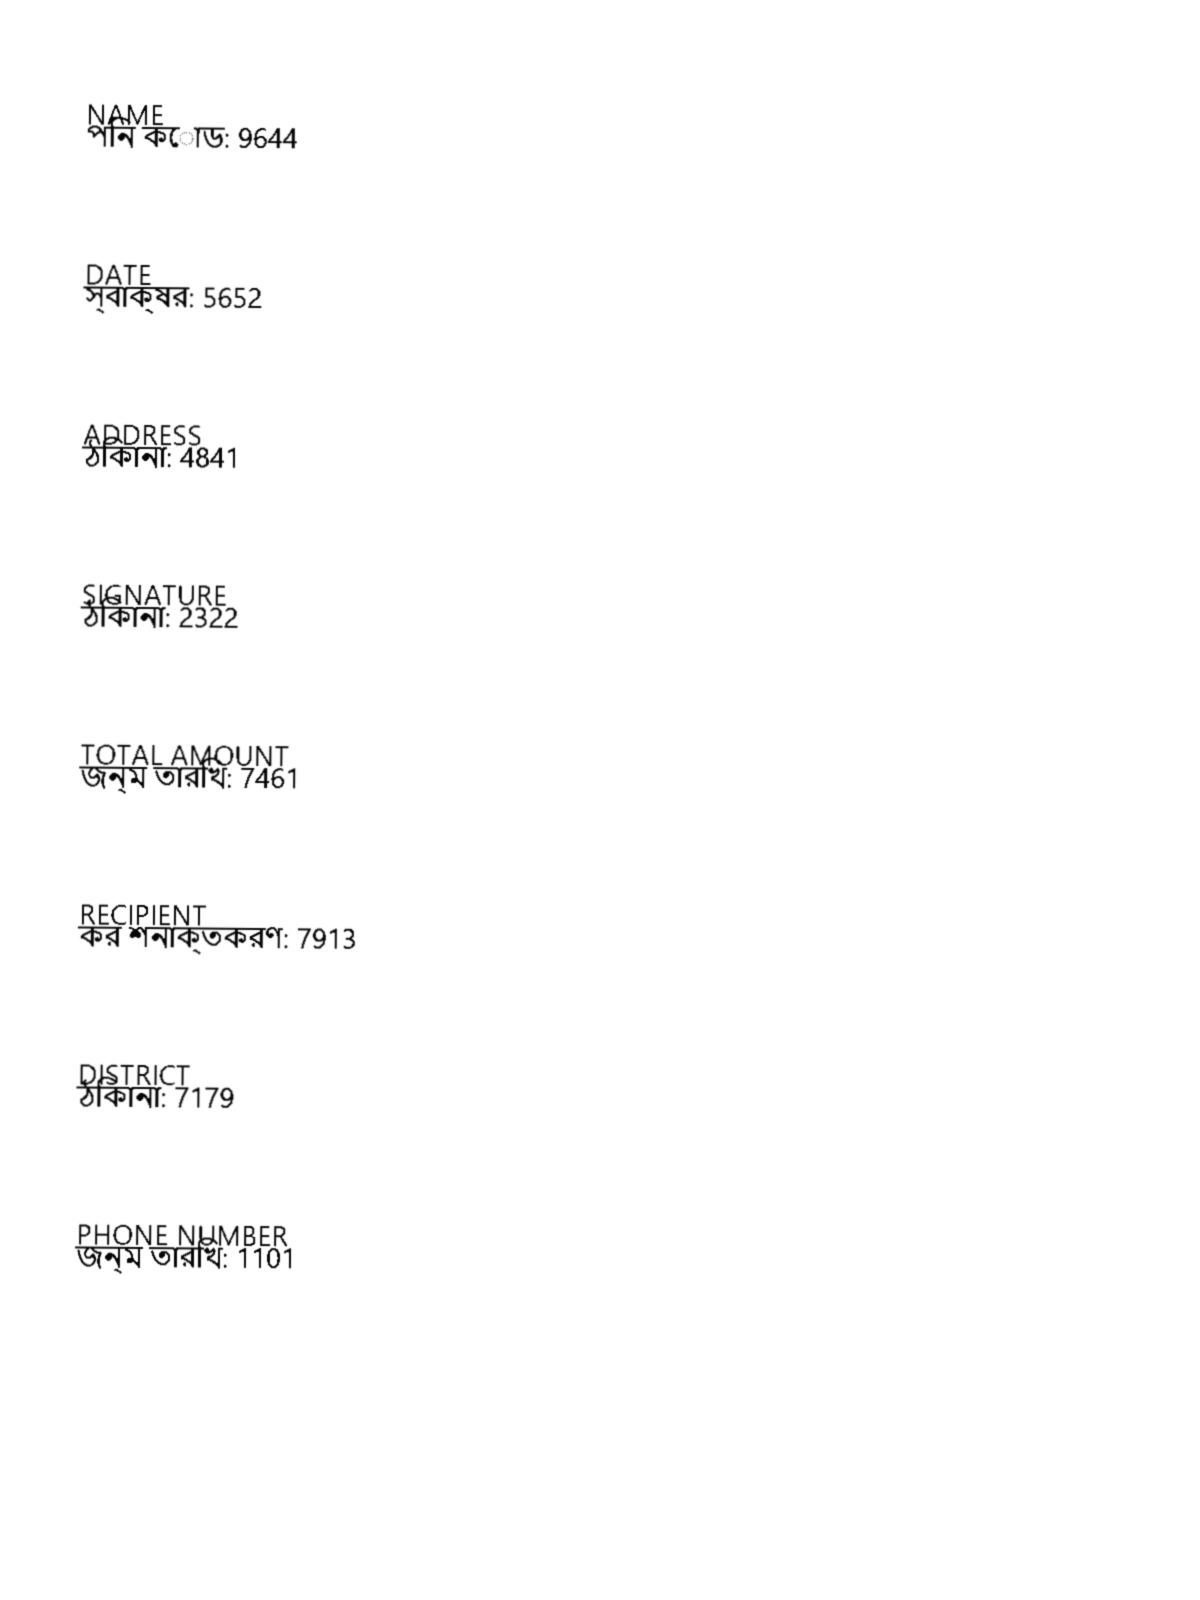 NAME
পিন কোড: 9644
DATE
স্বাক্ষর: 5652
ADDRESS
ঠিকানা: 4841
SIGNATURE
ঠিকানা: 2322
TOTAL AMOUNT
জন্ম তারিখ: 7461
RECIPIENT
কর শনাক্তকরণ: 7913
DISTRICT
ঠিকানা: 7179
PHONE NUMBER
জন্ম তারিখ: 1101